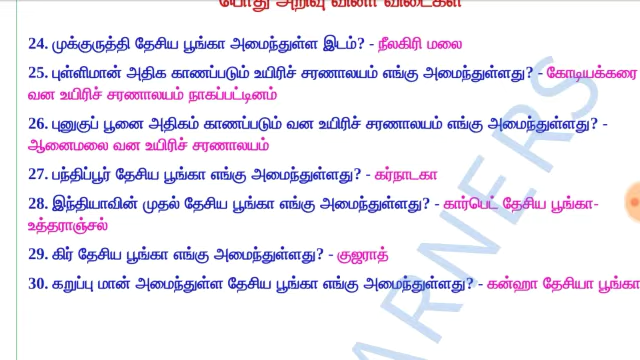 பொது அறிவு வினா விடைகள்
24. முக்குருத்தி தேசிய பூங்கா அமைந்துள்ள இடம்? - நீலகிரி மலை
25. புள்ளிமான் அதிக காணப்படும் உயிரிச் சரணாலயம் எங்கு அமைந்துள்ளது? - கோடியக்கரை
வன உயிரிச் சரணாலயம் நாகப்பட்டினம்
26. புனுகுப் பூனை அதிகம் காணப்படும் வன உயிரிச் சரணாலயம் எங்கு அமைந்துள்ளது? -
ஆனைமலை வன உயிரிச் சரணாலயம்
27. பந்திப்பூர் தேசிய பூங்கா எங்கு அமைந்துள்ளது? - கர்நாடகா
28. இந்தியாவின் முதல் தேசிய பூங்கா எங்கு அமைந்துள்ளது? - கார்பெட் தேசிய பூங்கா-
உத்தராஞ்சல்
29. கிர் தேசிய பூங்கா எங்கு அமைந்துள்ளது? - குஜராத்
30. கறுப்பு மான் அமைந்துள்ள தேசிய பூங்கா எங்கு அமைந்துள்ளது? - கன்ஹா தேசியா பூங்கா
ARNERS